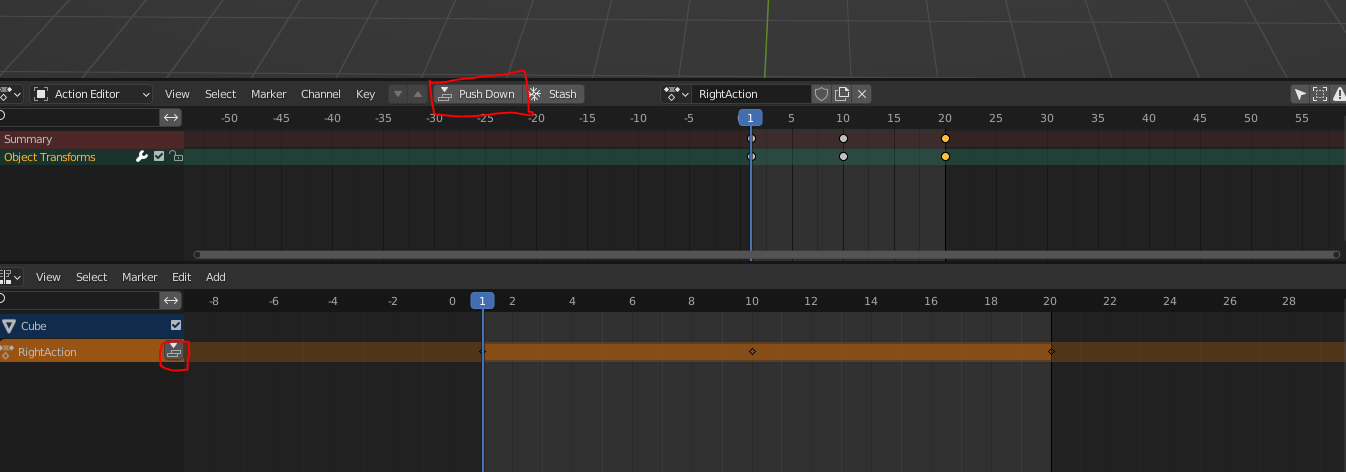 Action Editor View Select Marker Channel Key Push Down Stash RightAction
-50 -45 -40 -35 -30 -25 -20 -15 -10 -5 1 5 10 15 20 25 30 35 40 45 50 55
Summary
Object Transforms
View Select Marker Edit Add
-8 -6 -4 -2 0 1 2 4 6 8 10 12 14 16 18 20 22 24 26 28
Cube
RightAction